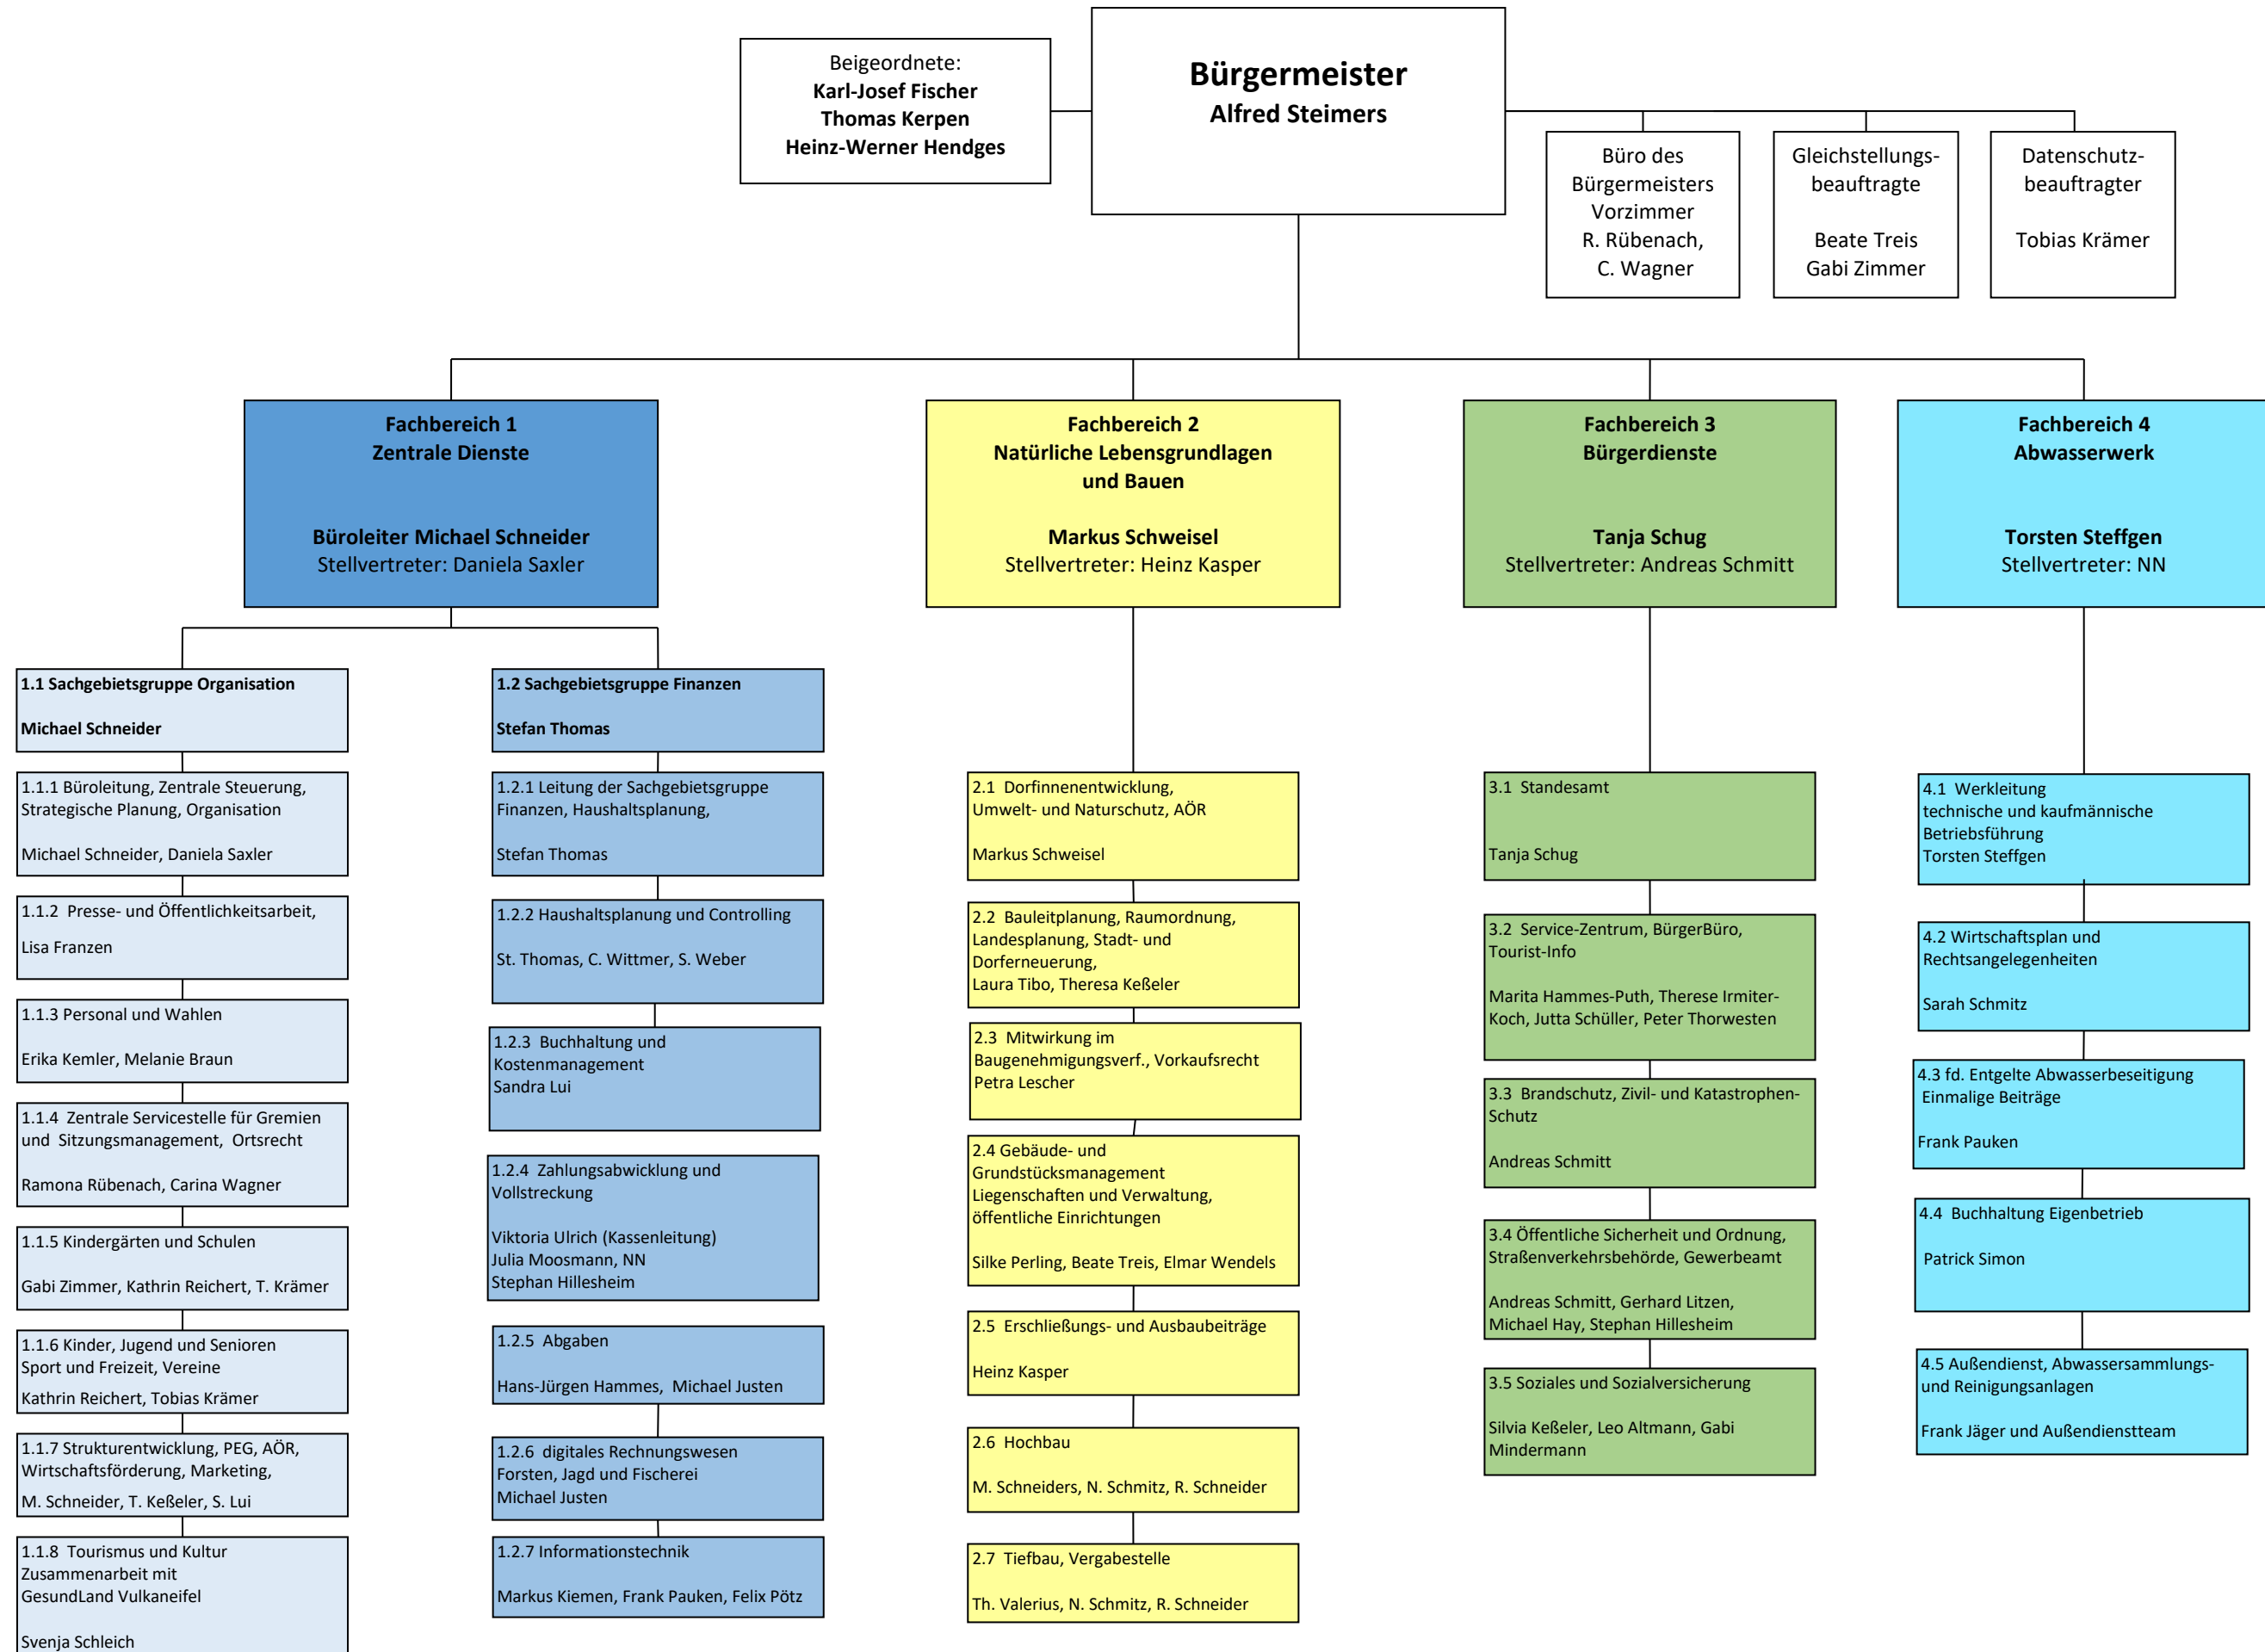 Beigeordnete:
Karl-Josef Fischer
Thomas Kerpen
Heinz-Werner Hendges
Bürgermeister
Alfred Steimers
Büro des
Bürgermeisters
Vorzimmer
R. Rübenach,
C. Wagner
Gleichstellungs-
beauftragte
Beate Treis
Gabi Zimmer
Datenschutz-
beauftragter
Tobias Krämer
Fachbereich 1
Zentrale Dienste
Büroleiter Michael Schneider
Stellvertreter: Daniela Saxler
Fachbereich 2
Natürliche Lebensgrundlagen
und Bauen
Markus Schweisel
Stellvertreter: Heinz Kasper
Fachbereich 3
Bürgerdienste
Tanja Schug
Stellvertreter: Andreas Schmitt
Fachbereich 4
Abwasserwerk
Torsten Steffgen
Stellvertreter: NN
1.1 Sachgebietsgruppe Organisation
Michael Schneider
1.1.1 Büroleitung, Zentrale Steuerung,
Strategische Planung, Organisation
Michael Schneider, Daniela Saxler
1.1.2 Presse- und Öffentlichkeitsarbeit,
Lisa Franzen
1.1.3 Personal und Wahlen
Erika Kemler, Melanie Braun
1.1.4 Zentrale Servicestelle für Gremien
und Sitzungsmanagement, Ortsrecht
Ramona Rübenach, Carina Wagner
1.1.5 Kindergärten und Schulen
Gabi Zimmer, Kathrin Reichert, T. Krämer
1.1.6 Kinder, Jugend und Senioren
Sport und Freizeit, Vereine
Kathrin Reichert, Tobias Krämer
1.1.7 Strukturentwicklung, PEG, AÖR,
Wirtschaftsförderung, Marketing,
M. Schneider, T. Keßeler, S. Lui
1.1.8 Tourismus und Kultur
Zusammenarbeit mit
GesundLand Vulkaneifel
Svenja Schleich
1.2 Sachgebietsgruppe Finanzen
Stefan Thomas
1.2.1 Leitung der Sachgebietsgruppe
Finanzen, Haushaltsplanung,
Stefan Thomas
1.2.2 Haushaltsplanung und Controlling
St. Thomas, C. Wittmer, S. Weber
1.2.3 Buchhaltung und
Kostenmanagement
Sandra Lui
1.2.4 Zahlungsabwicklung und
Vollstreckung
Viktoria Ulrich (Kassenleitung)
Julia Moosmann, NN
Stephan Hillesheim
1.2.5 Abgaben
Hans-Jürgen Hammes, Michael Justen
1.2.6 digitales Rechnungswesen
Forsten, Jagd und Fischerei
Michael Justen
1.2.7 Informationstechnik
Markus Kiemen, Frank Pauken, Felix Pötz
2.1 Dorfinnenentwicklung,
Umwelt- und Naturschutz, AÖR
Markus Schweisel
2.2 Bauleitplanung, Raumordnung,
Landesplanung, Stadt- und
Dorferneuerung,
Laura Tibo, Theresa Keßeler
2.3 Mitwirkung im
Baugenehmigungsverf., Vorkaufsrecht
Petra Lescher
2.4 Gebäude- und
Grundstücksmanagement
Liegenschaften und Verwaltung,
öffentliche Einrichtungen
Silke Perling, Beate Treis, Elmar Wendels
2.5 Erschließungs- und Ausbaubeiträge
Heinz Kasper
2.6 Hochbau
M. Schneiders, N. Schmitz, R. Schneider
2.7 Tiefbau, Vergabestelle
Th. Valerius, N. Schmitz, R. Schneider
3.1 Standesamt
Tanja Schug
3.2 Service-Zentrum, BürgerBüro,
Tourist-Info
Marita Hammes-Puth, Therese Irmiter-
Koch, Jutta Schüller, Peter Thorwesten
3.3 Brandschutz, Zivil- und Katastrophen-
Schutz
Andreas Schmitt
3.4 Öffentliche Sicherheit und Ordnung,
Straßenverkehrsbehörde, Gewerbeamt
Andreas Schmitt, Gerhard Litzen,
Michael Hay, Stephan Hillesheim
3.5 Soziales und Sozialversicherung
Silvia Keßeler, Leo Altmann, Gabi
Mindermann
4.1 Werkleitung
technische und kaufmännische
Betriebsführung
Torsten Steffgen
4.2 Wirtschaftsplan und
Rechtsangelegenheiten
Sarah Schmitz
4.3 fd. Entgelte Abwasserbeseitigung
Einmalige Beiträge
Frank Pauken
4.4 Buchhaltung Eigenbetrieb
Patrick Simon
4.5 Außendienst, Abwassersammlungs-
und Reinigungsanlagen
Frank Jäger und Außendienstteam